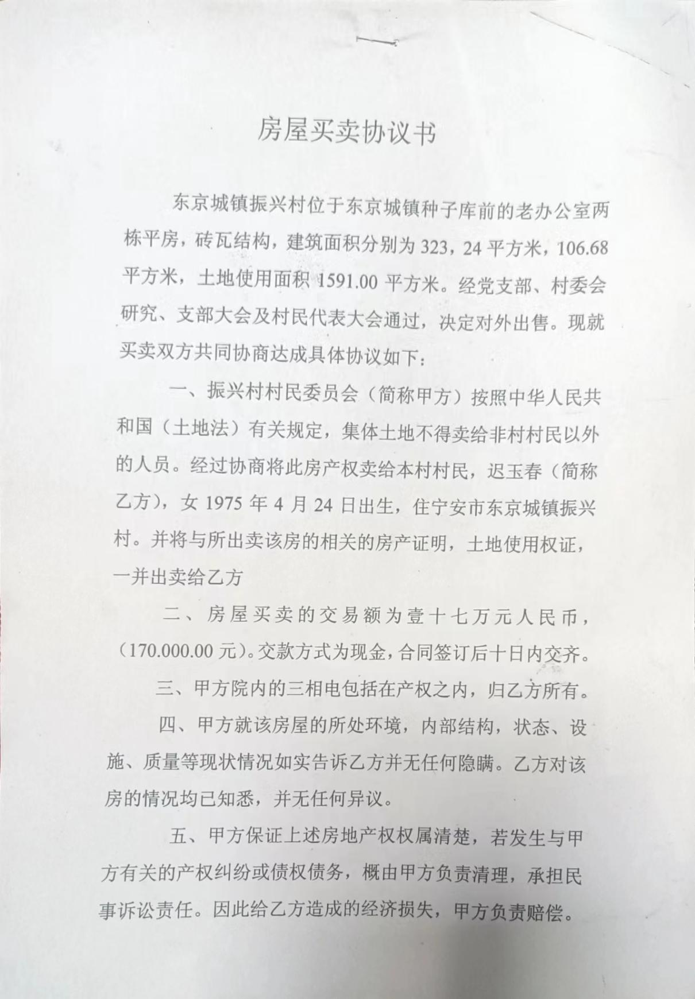 房屋买卖协议书
东京城镇振兴村位于东京城镇种子库前的老办公室两
栋平房，砖瓦结构，建筑面积分别为 323，24 平方米，106.68
平方米，土地使用面积 1591.00 平方米。经党支部、村委会
研究、支部大会及村民代表大会通过，决定对外出售。现就
买卖双方共同协商达成具体协议如下：
一、振兴村村民委员会（简称甲方）按照中华人民共
和国（土地法）有关规定，集体土地不得卖给非村村民以外
的人员。经过协商将此房产权卖给本村村民，迟玉春（简称
乙方），女 1975 年 4 月 24 日出生，住宁安市东京城镇振兴
村。并将与所出卖该房的相关的房产证明，土地使用权证，
一并出卖给乙方
二、房屋买卖的交易额为壹十七万元人民币，
（170.000.00 元）。交款方式为现金，合同签订后十日内交齐。
三、甲方院内的三相电包括在产权之内，归乙方所有。
四、甲方就该房屋的所处环境，内部结构，状态、设
施、质量等现状情况如实告诉乙方并无任何隐瞒。乙方对该
房的情况均已知悉，并无任何异议。
五、甲方保证上述房地产权权属清楚，若发生与甲
方有关的产权纠纷或债权债务，概由甲方负责清理，承担民
事诉讼责任。因此给乙方造成的经济损失，甲方负责赔偿。